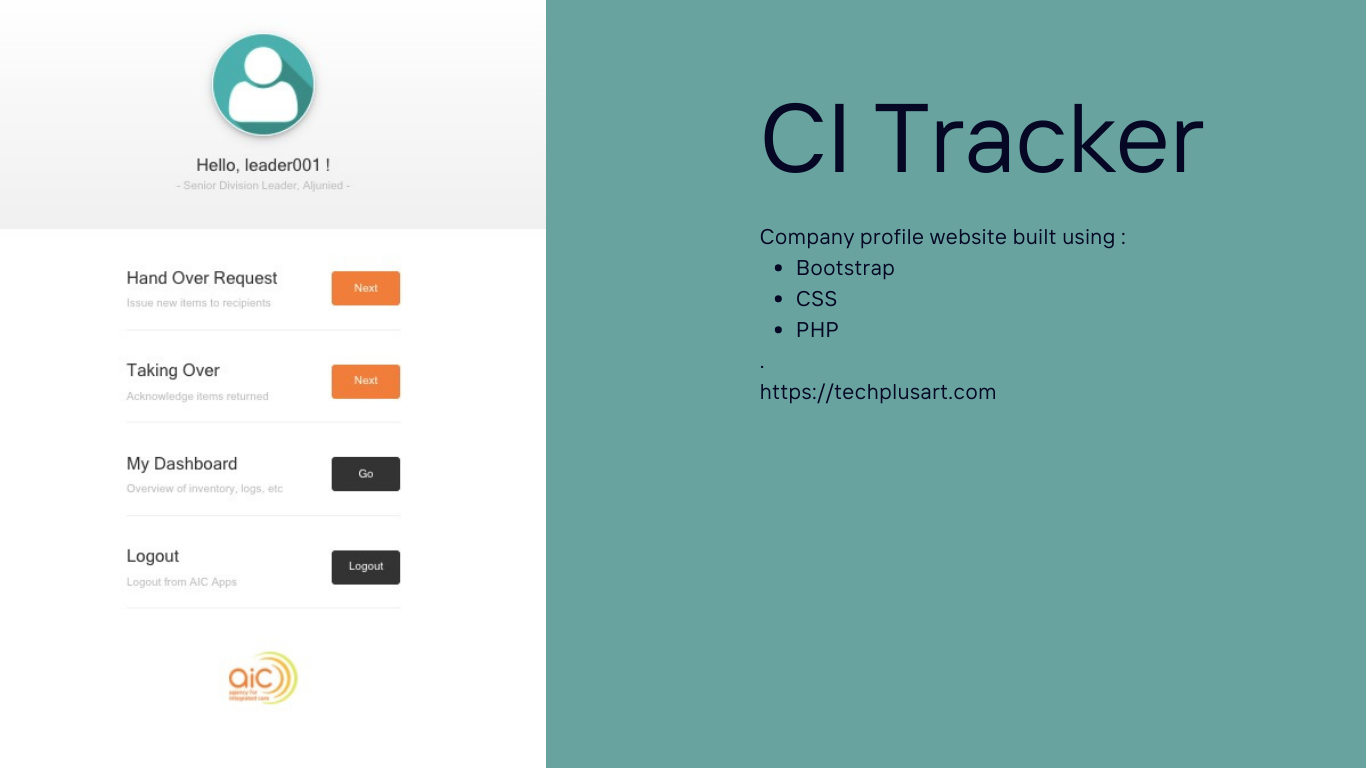 Hello, leader001 !
- Senior Division Leader, Aljunied -
Hand Over Request
Next
Issue new items to recipients
Taking Over
Next
Acknowledge items returned
My Dashboard
Go
Overview of inventory, logs, etc
Logout
Logout
Logout from AIC Apps
aic
agency for
integrated care
CI Tracker
Company profile website built using :
• Bootstrap
• CSS
• PHP
.
https://techplusart.com